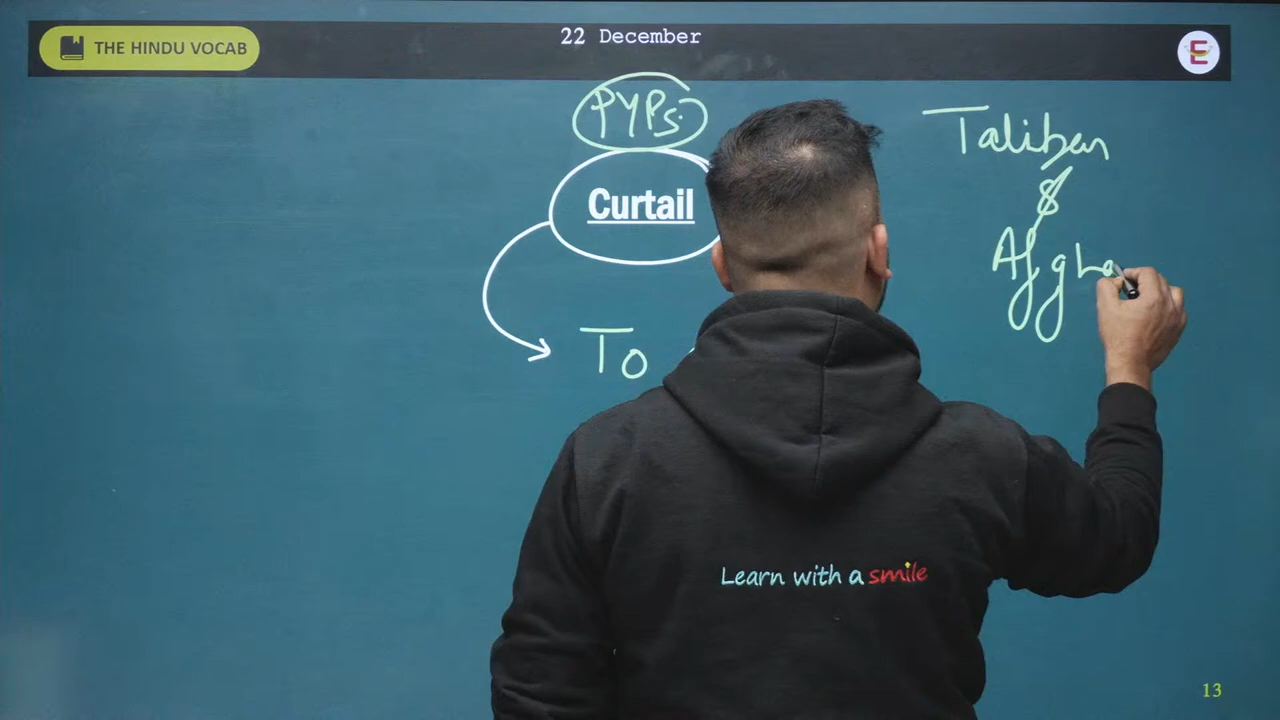 THE HINDU VOCAB
22 December
E
PYPs
Curtail
To
Taliban
&
Afgha
Learn with a smile
13